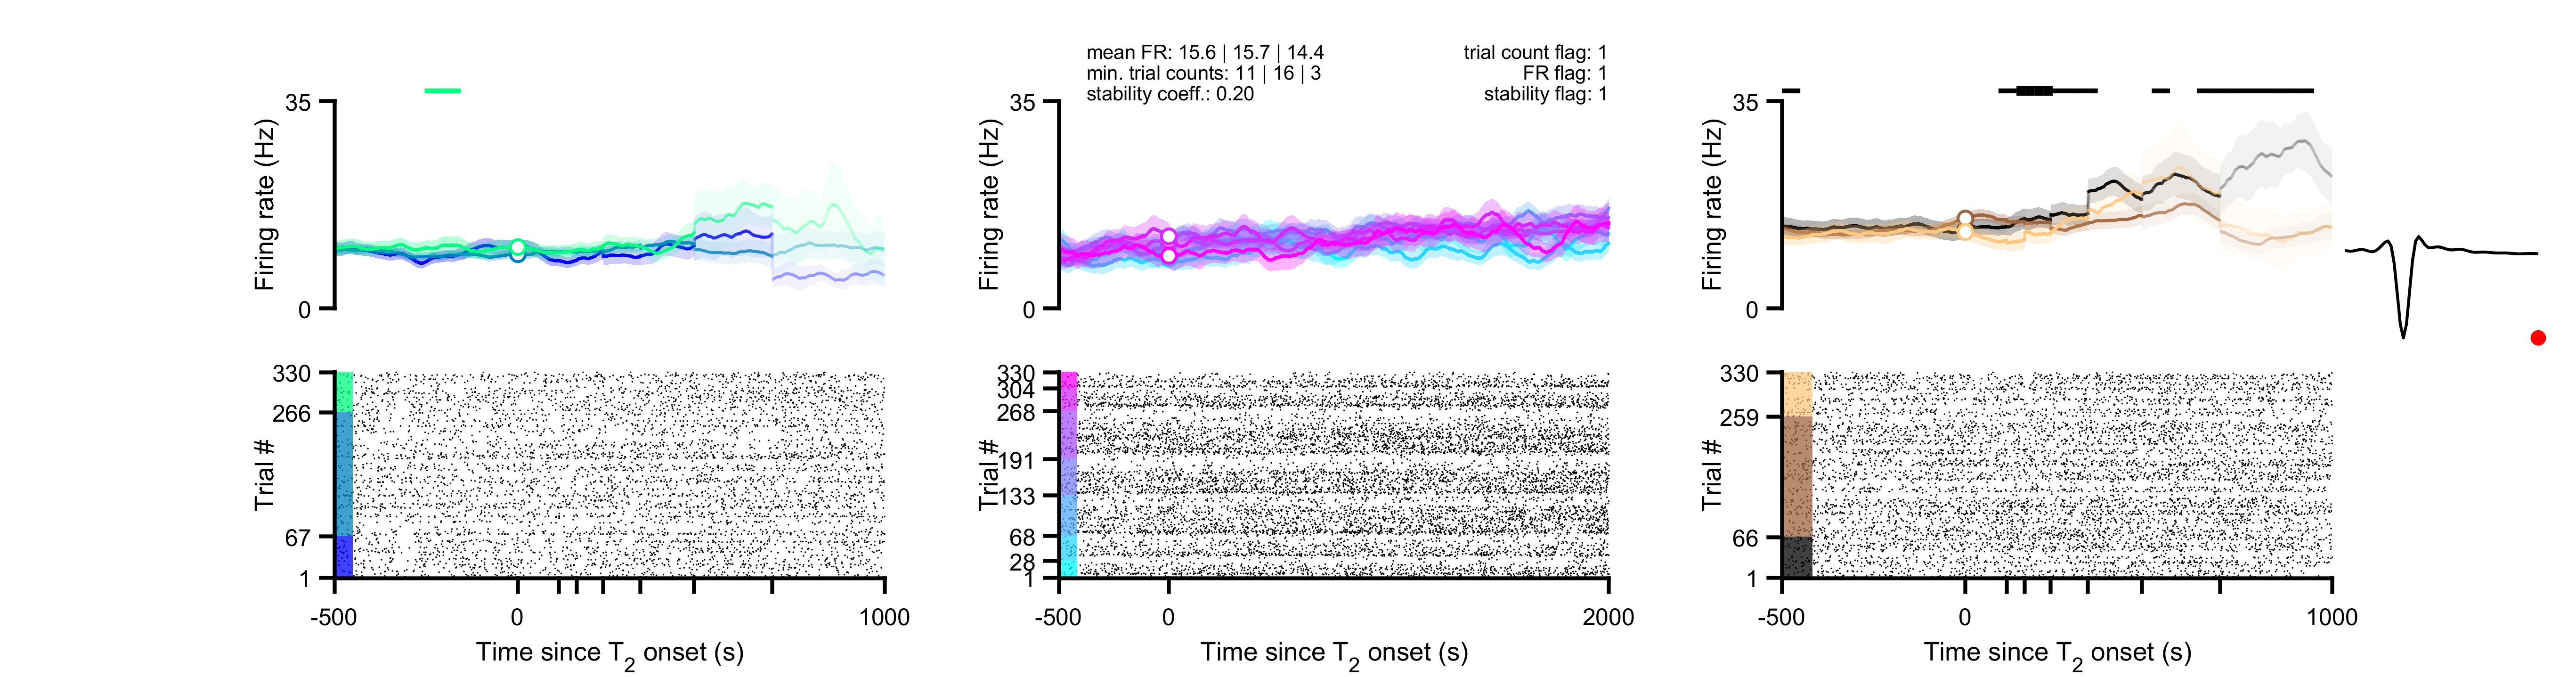 mean FR: 15.6 | 15.7 | 14.4
min. trial counts: 11 | 16 | 3
stability coeff.: 0.20
trial count flag: 1
FR flag: 1
stability flag: 1
35
Firing rate (Hz)
0
35
Firing rate (Hz)
0
35
Firing rate (Hz)
0
330
266
Trial #
67
1
-500
0
1000
Time since T2 onset (s)
330
304
268
191
Trial #
133
68
28
1
-500
0
2000
Time since T2 onset (s)
330
259
Trial #
66
1
-500
0
1000
Time since T2 onset (s)